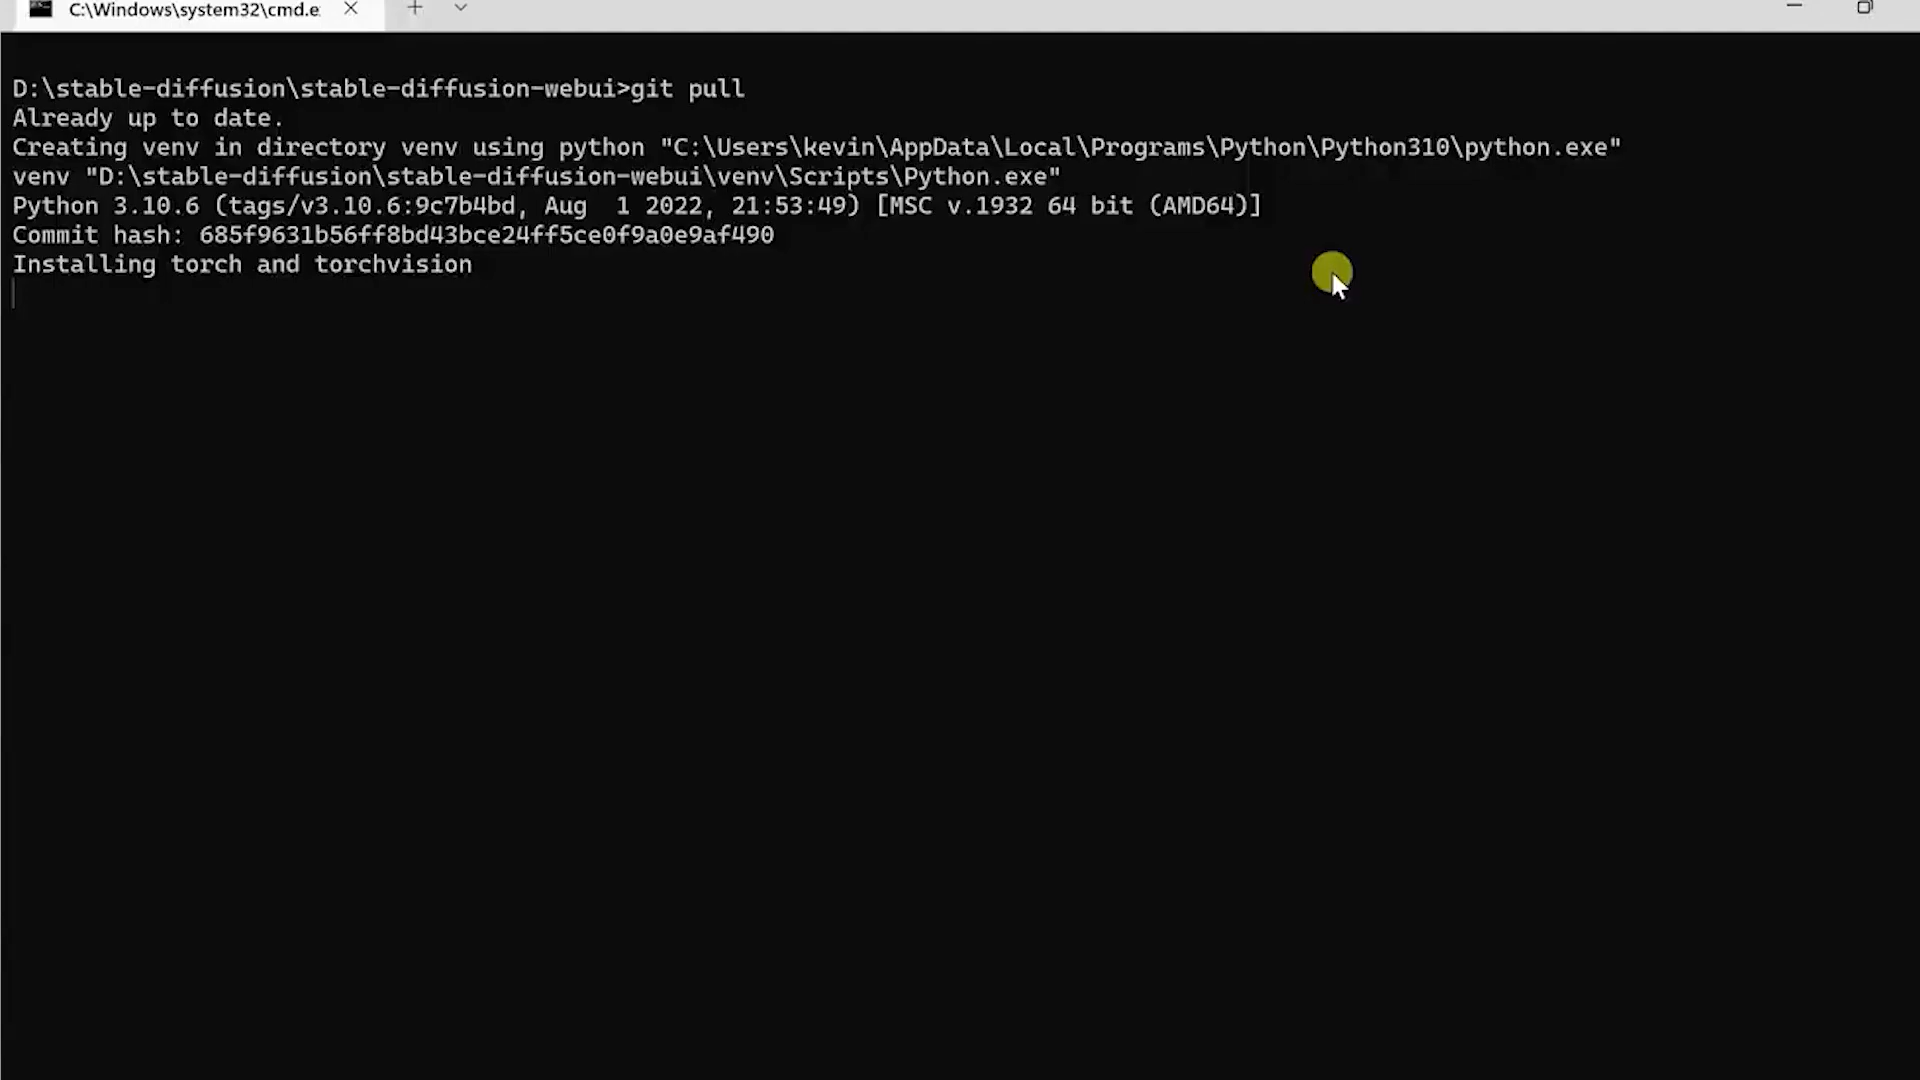 C:\Windows\system32\cmd.e
D:\stable-diffusion\stable-diffusion-webui>git pull
Already up to date.
Creating venv in directory venv using python "C:\Users\kevin\AppData\Local\Programs\Python\Python310\python.exe"
venv "D:\stable-diffusion\stable-diffusion-webui\venv\Scripts\Python.exe"
Python 3.10.6 (tags/v3.10.6:9c7b4bd, Aug  1 2022, 21:53:49) [MSC v.1932 64 bit (AMD64)]
Commit hash: 685f9631b56ff8bd43bce24ff5ce0f9a0e9af490
Installing torch and torchvision